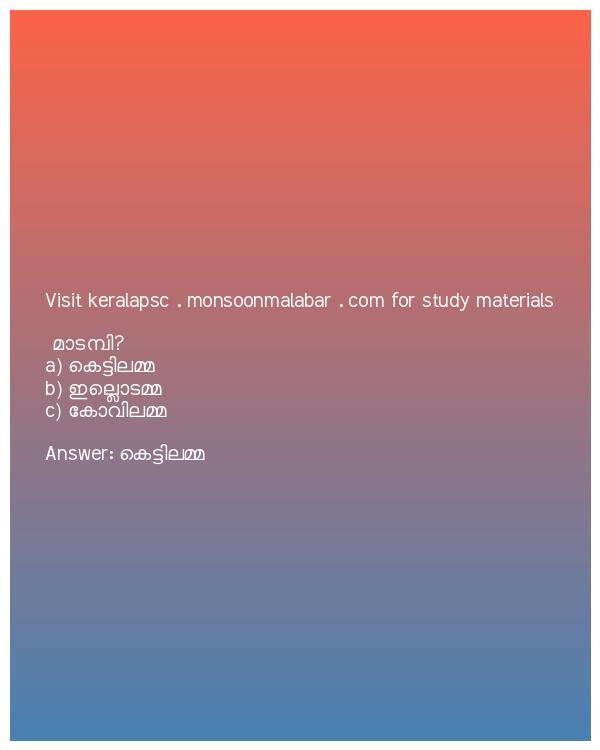 Visit keralapsc . monsoonmalabar . com for study materials
മാടമ്പി?
a) കെട്ടിലമ്മ
b) ഇല്ലൊടമ്മ
c) കോവിലമ്മ
Answer: കെട്ടിലമ്മ